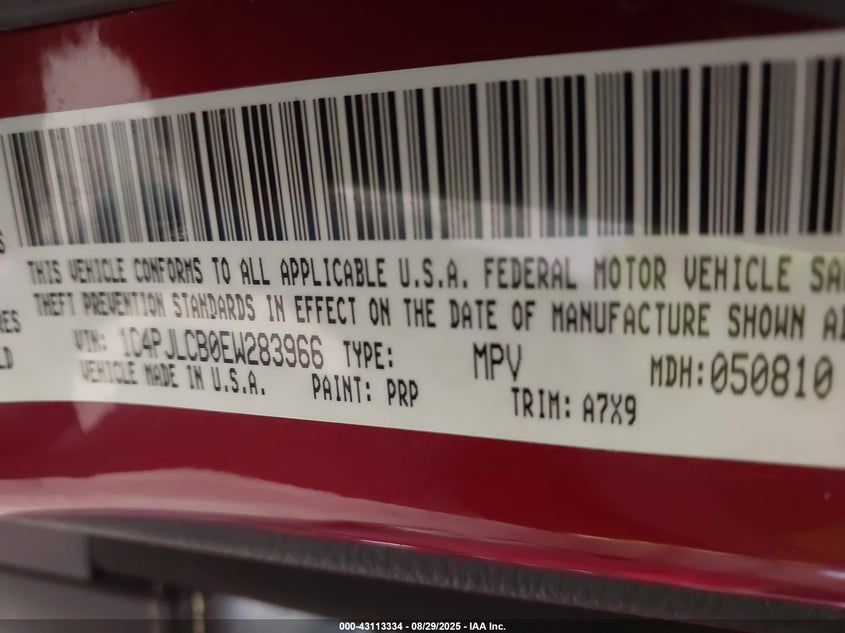 THIS VEHICLE CONFORMS TO ALL APPLICABLE U.S.A. FEDERAL MOTOR VEHICLE SA
THEFT PREVENTION STANDARDS IN EFFECT ON THE DATE OF MANUFACTURE SHOWN A
VIN: 1C4PJLCB0EW283966 TYPE: MPV MDH:050810
VEHICLE MADE IN U.S.A. PAINT: PRP TRIM: A7X9
S
RES
LD
000-43113334 - 08/29/2025 - IAA Inc.